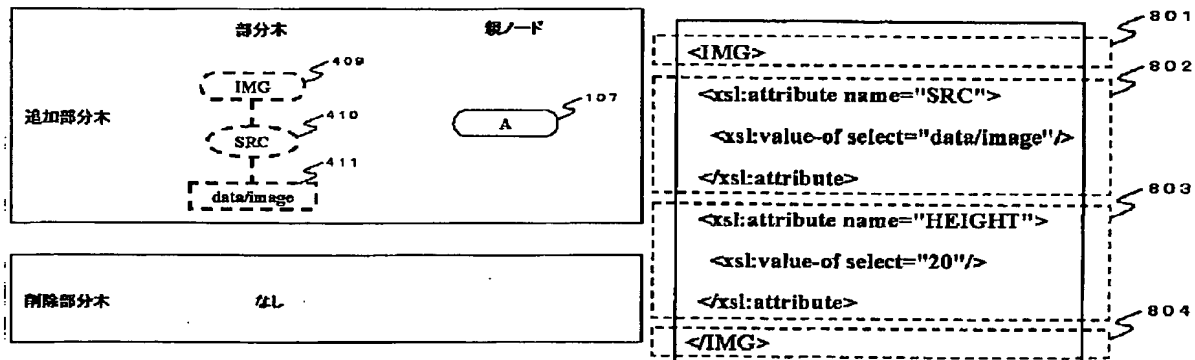 部分木
親ノード
409
IMG
追加部分木
410
107
SRC
A
411
data/image
削除部分木
なし
801
<IMG>
802
<xsl:attribute name="SRC">
<xsl:value-of select="data/image"/>
</xsl:attribute>
803
<xsl:attribute name="HEIGHT">
<xsl:value-of select="20"/>
</xsl:attribute>
804
</IMG>